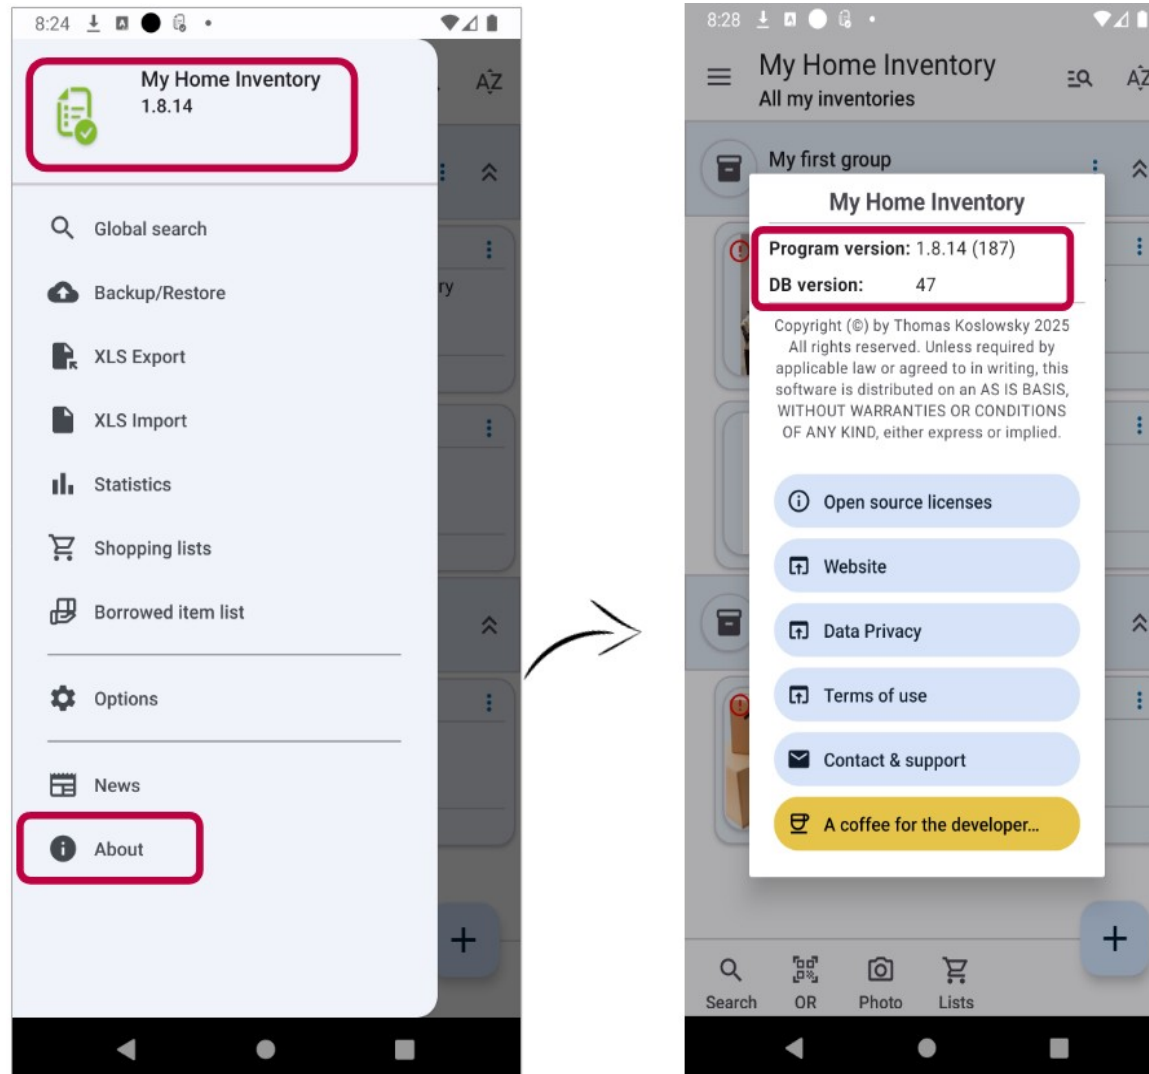 8:24
My Home Inventory
1.8.14
AZ
Global search
Backup/Restore
ry
XLS Export
XLS Import
Statistics
Shopping lists
Borrowed item list
Options
News
About
8:28
My Home Inventory
All my inventories
AZ
My first group
My Home Inventory
Program version: 1.8.14 (187)
DB version: 47
Copyright (©) by Thomas Koslowsky 2025
All rights reserved. Unless required by
applicable law or agreed to in writing, this
software is distributed on an AS IS BASIS,
WITHOUT WARRANTIES OR CONDITIONS
OF ANY KIND, either express or implied.
Open source licenses
Website
Data Privacy
Terms of use
Contact & support
A coffee for the developer...
Search QR Photo Lists